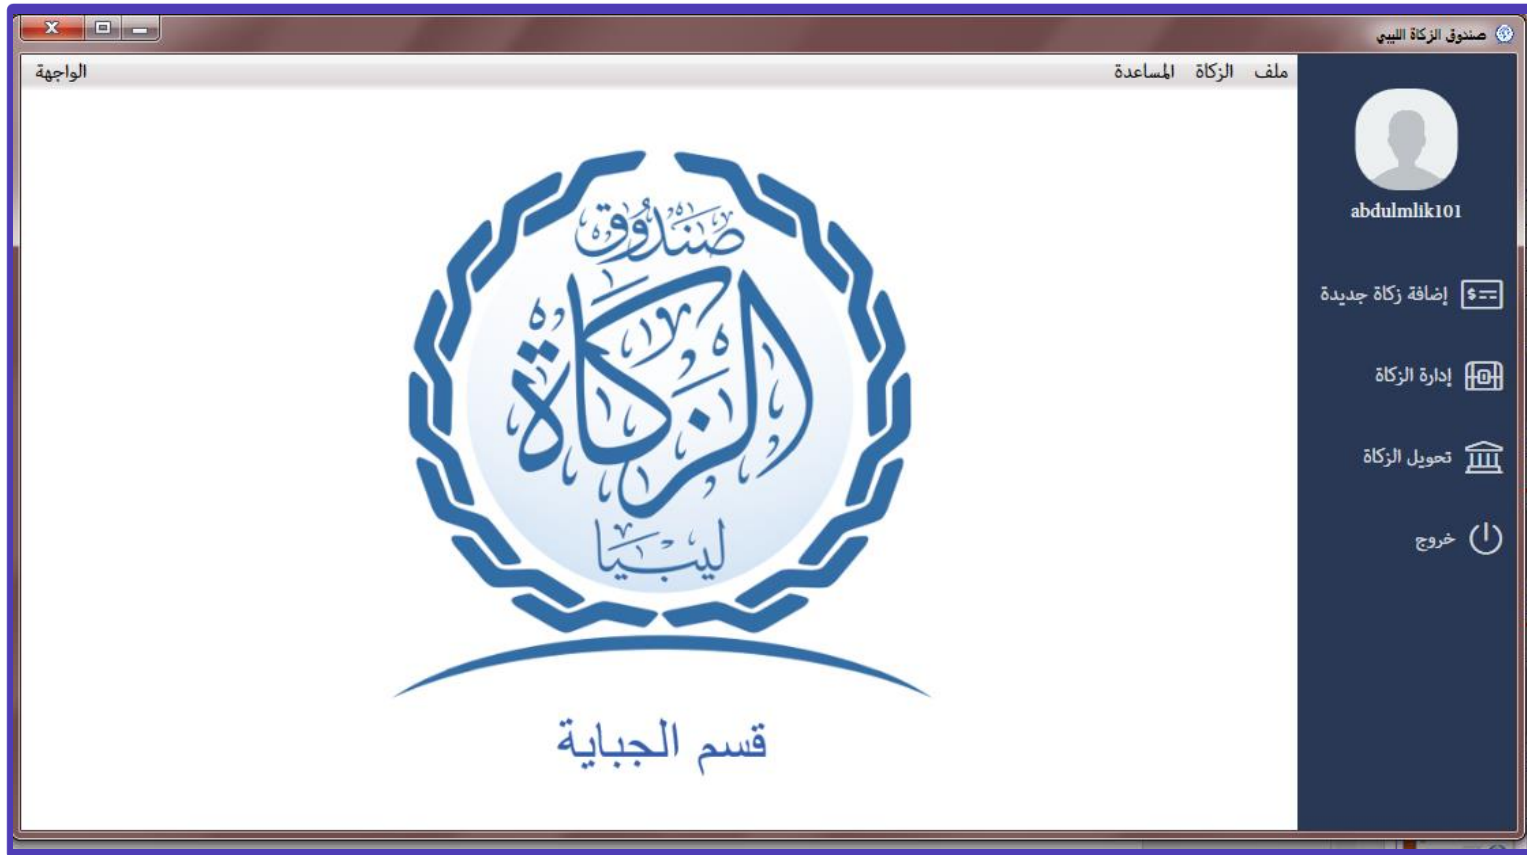 صندوق الزكاة الليبي
ملف الزكاة المساعدة
الواجهة
abdulmlik101
إضافة زكاة جديدة
إدارة الزكاة
تحويل الزكاة
خروج
صَنْدُوق
الزكاة
ليبيا
قسم الجباية